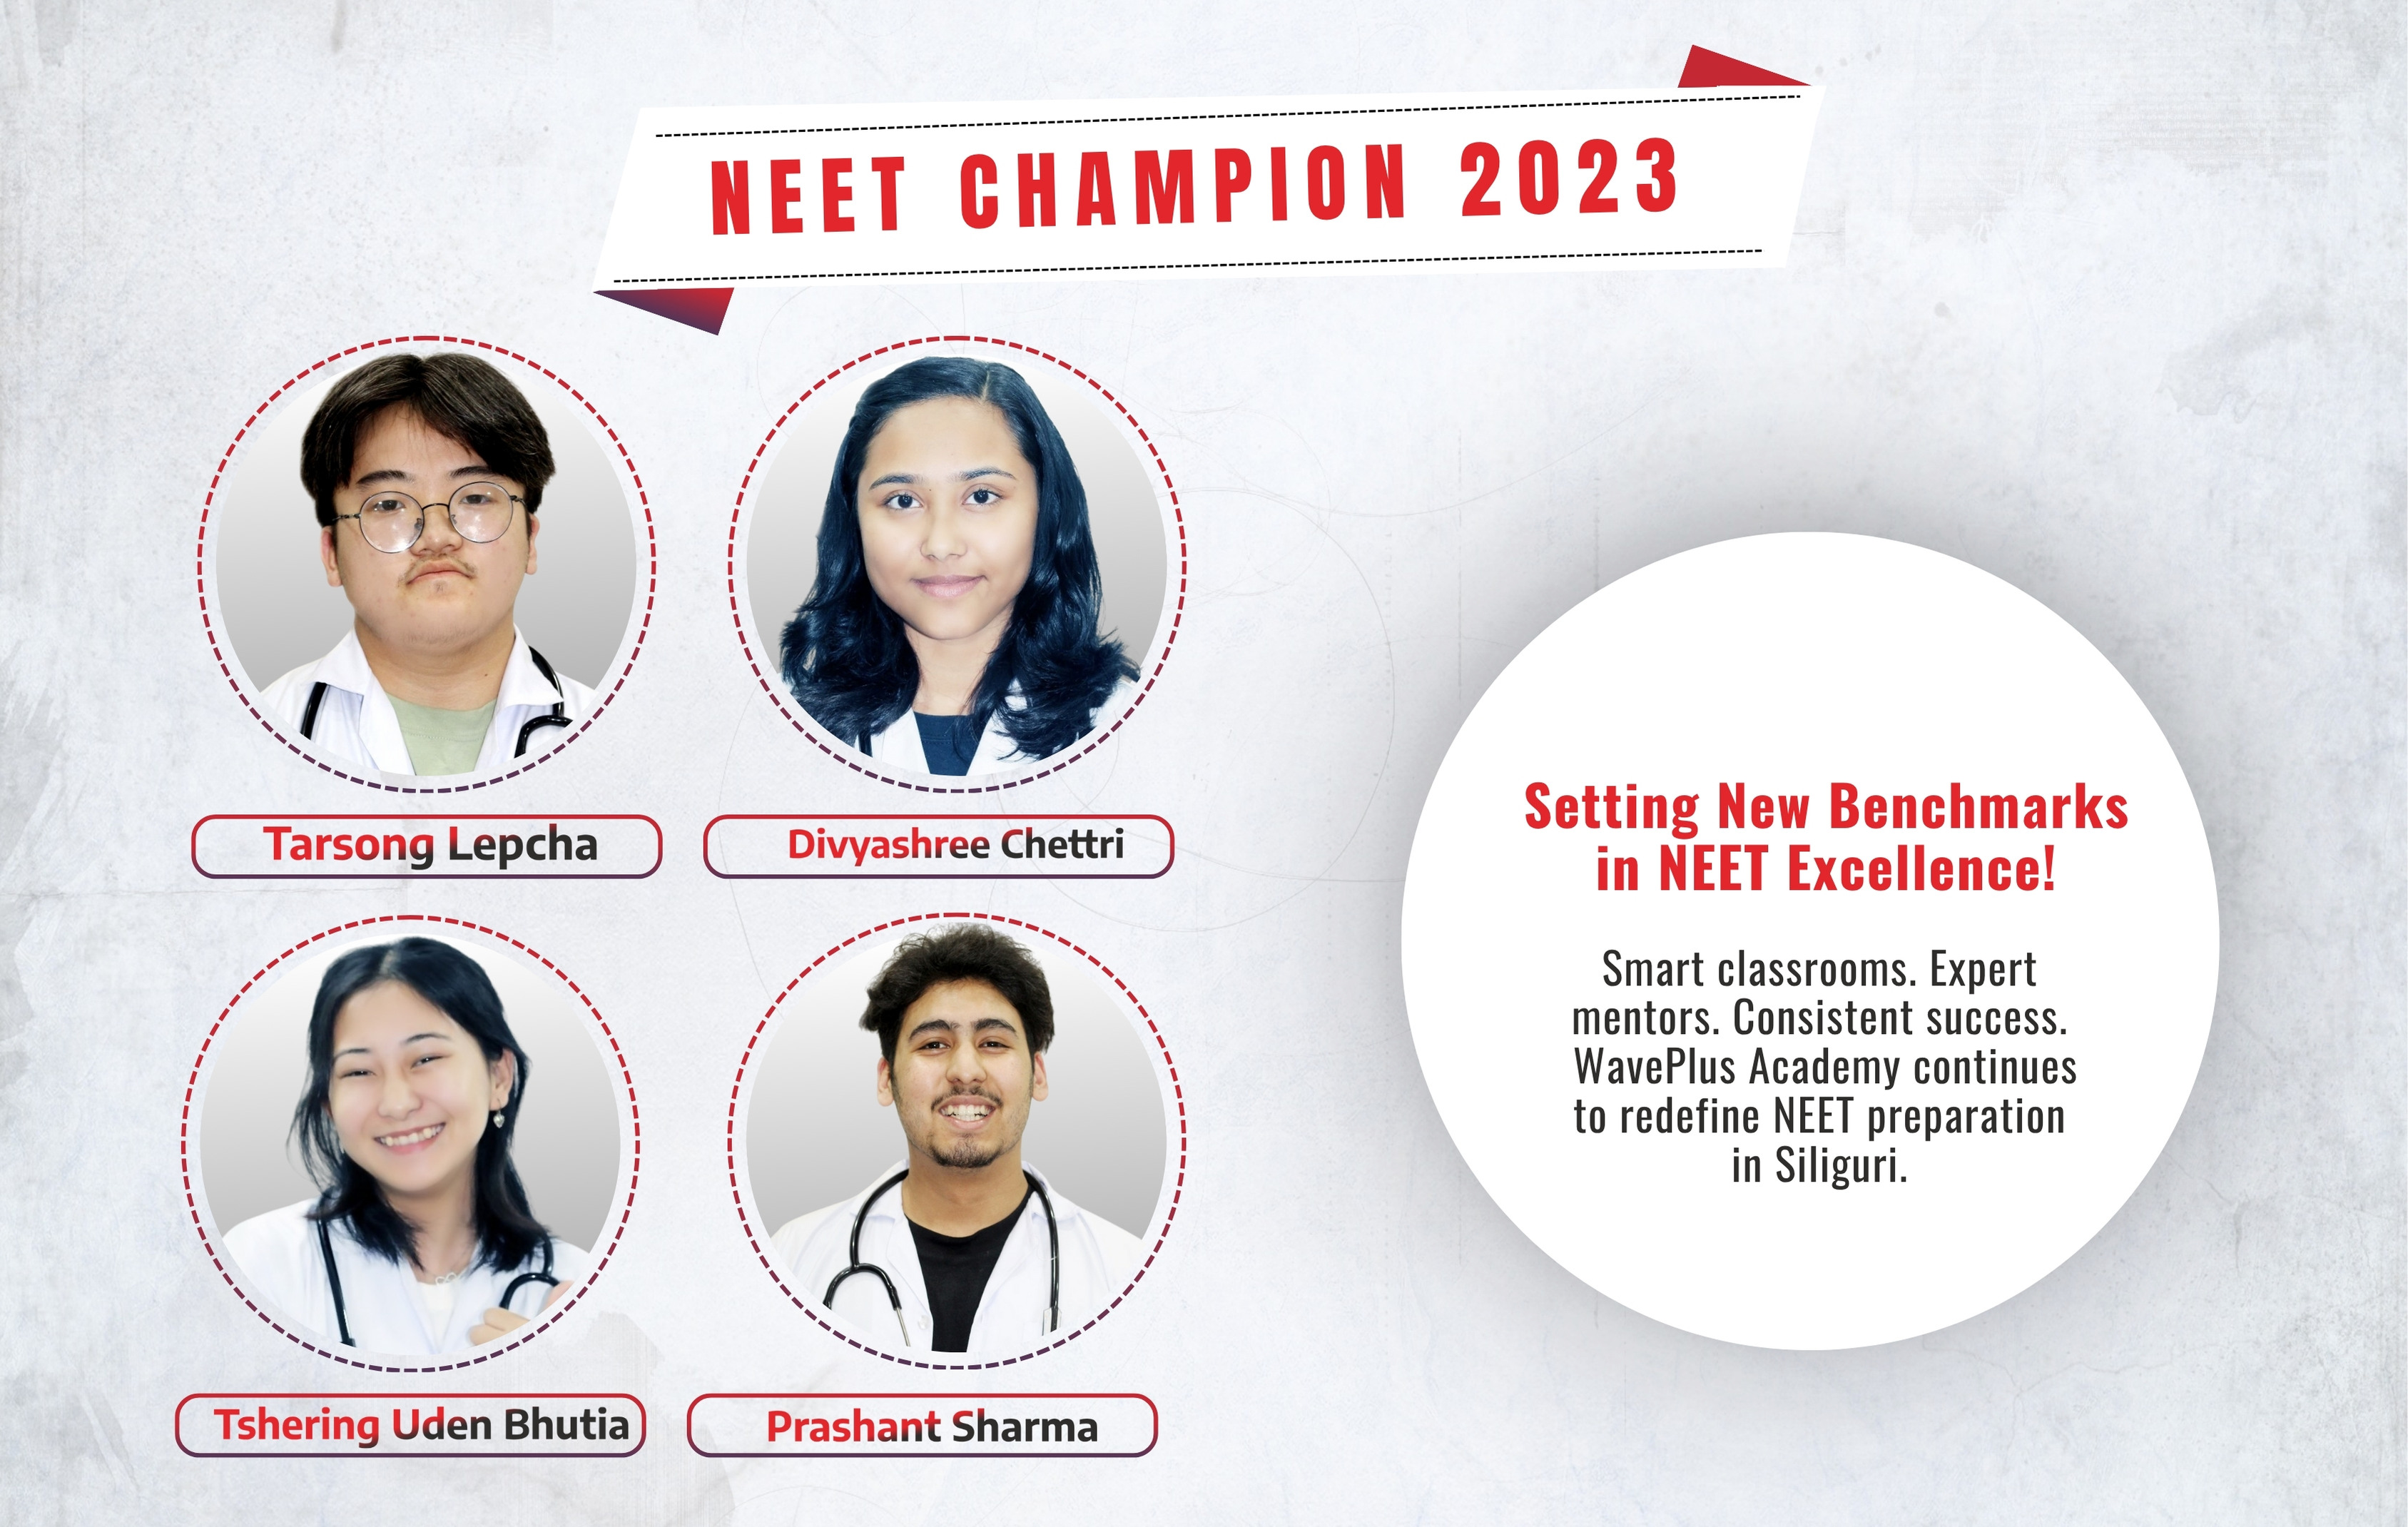 NEET CHAMPION 2023
Tarsong Lepcha
Divyashree Chettri
Tshering Uden Bhutia
Prashant Sharma
Setting New Benchmarks
in NEET Excellence!
Smart classrooms. Expert
mentors. Consistent success.
WavePlus Academy continues
to redefine NEET preparation
in Siliguri.